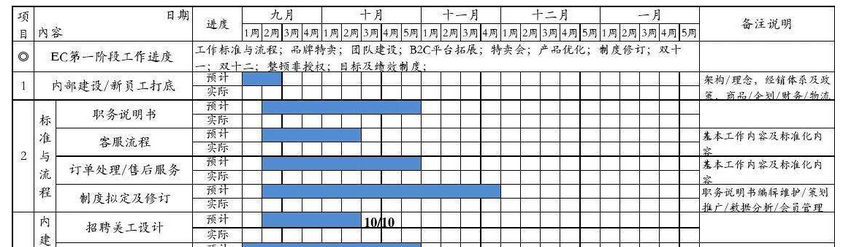 项目 日期 内容 进度 九月 十月 十一月 十二月 一月 备注说明
1周 2周 3周 4周 1周 2周 3周 4周 5周 1周 2周 3周 4周 1周 2周 3周 4周 5周 1周 2周 3周 4周 5周
◎ EC第一阶段工作进度 工作标准与流程；品牌特卖；团队建设；B2C平台拓展；特卖会；产品优化；制度修订；双十
一；双十二；整顿要授权；目标及绩效制度；
1 内部建设/新员工打底 预计 架构/理念，经销体系及政
实际 策，商品/企划/财务/物流
2 标准与流程 职务说明书 预计
实际
客服流程 预计 基本工作内容及标准化内
实际 容
订单处理/售后服务 预计 基本工作内容及标准化内
实际 容
制度拟定及修订 预计 职务说明书编辑维护/策划
实际 推广/数据分析/会员管理
内建 招聘美工设计 预计 10/10
实际
预计